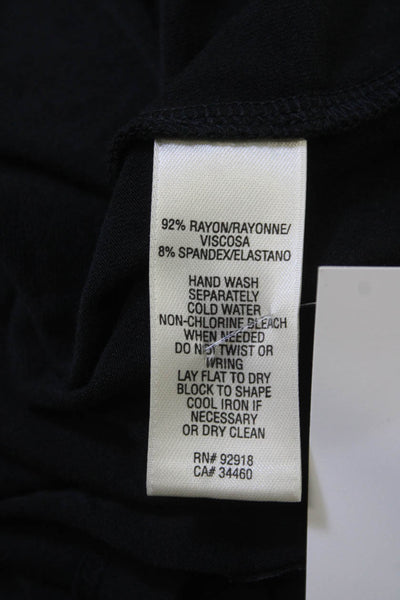 92% RAYON/RAYONNE/
VISCOSA
8% SPANDEX/ELASTANO
HAND WASH
SEPARATELY
COLD WATER
NON-CHLORINE BLEACH
WHEN NEEDED
DO NOT TWIST OR
WRING
LAY FLAT TO DRY
BLOCK TO SHAPE
COOL IRON IF
NECESSARY
OR DRY CLEAN
RN# 92918
CA# 34460